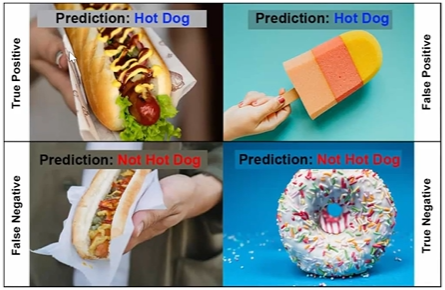 Prediction: Hot Dog
Prediction: Hot Dog
True Positive
False Positive
Prediction: Not Hot Dog
Prediction: Not Hot Dog
False Negative
True Negative